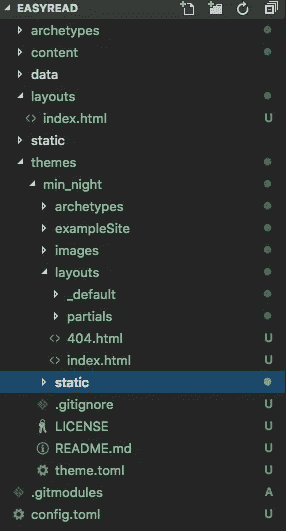 EASYREAD
archetypes
content
data
layouts
index.html U
static
themes
min_night
archetypes
exampleSite
images
layouts
_default
partials
404.html U
index.html U
static
.gitignore U
LICENSE U
README.md U
theme.toml U
.gitmodules A
config.toml U